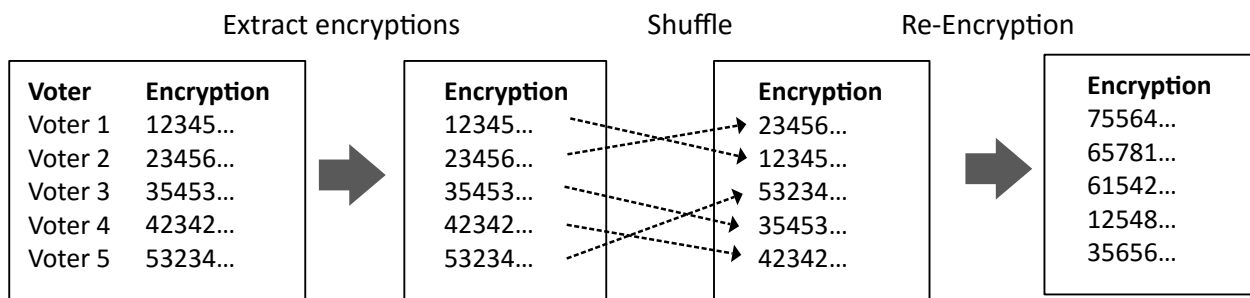 Extract encryptions Shuffle Re-Encryption
Voter Encryption
Voter 1 12345...
Voter 2 23456...
Voter 3 35453...
Voter 4 42342...
Voter 5 53234...
Encryption
12345...
23456...
35453...
42342...
53234...
Encryption
23456...
12345...
53234...
35453...
42342...
Encryption
75564...
65781...
61542...
12548...
35656...